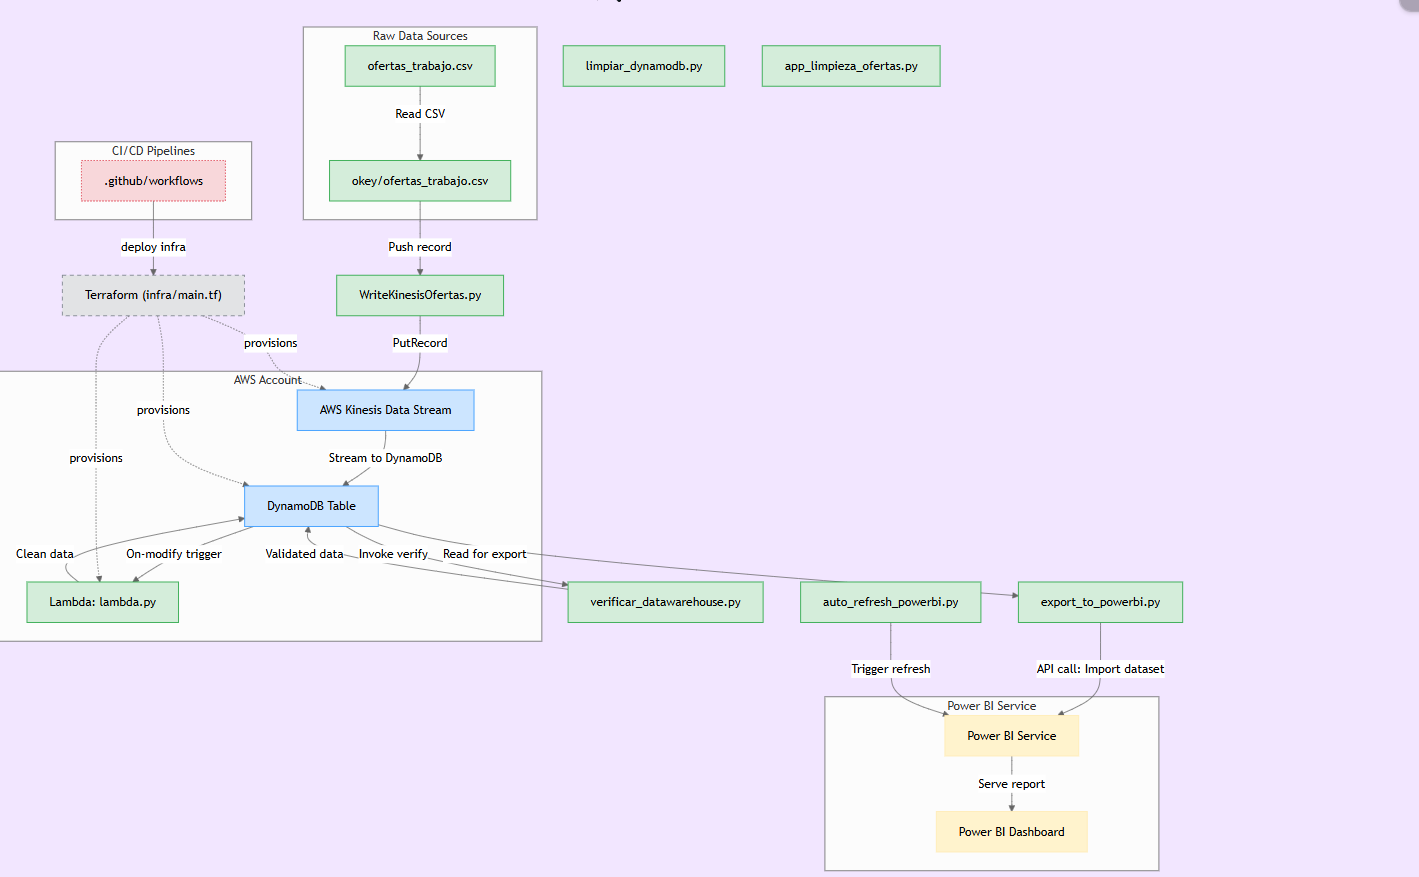 Raw Data Sources
ofertas_trabajo.csv
limpiar_dynamodb.py
app_limpieza_ofertas.py
Read CSV
CI/CD Pipelines
.github/workflows
okey/ofertas_trabajo.csv
deploy infra
Push record
Terraform (infra/main.tf)
WriteKinesisOfertas.py
provisions
PutRecord
AWS Account
AWS Kinesis Data Stream
provisions
provisions
Stream to DynamoDB
DynamoDB Table
Clean data
On-modify trigger
Validated data
Invoke verify
Read for export
Lambda: lambda.py
verificar_datawarehouse.py
auto_refresh_powerbi.py
export_to_powerbi.py
Trigger refresh
API call: Import dataset
Power BI Service
Power BI Service
Serve report
Power BI Dashboard